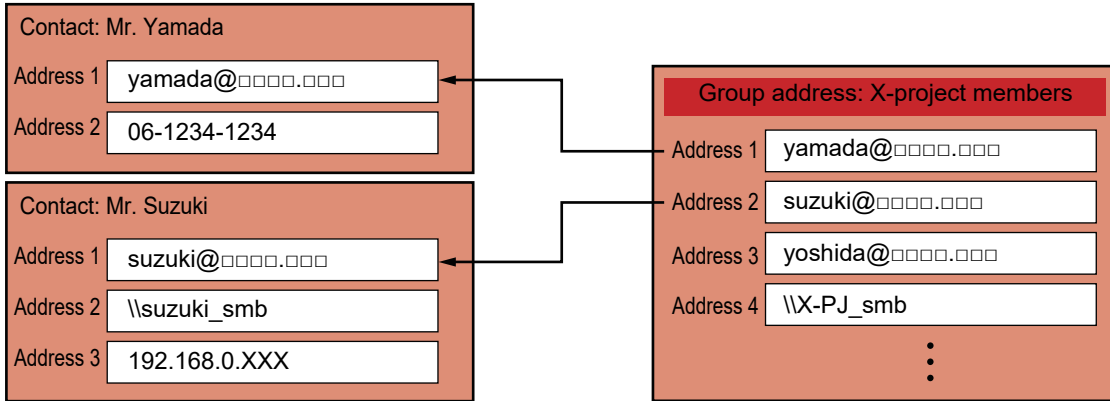 Contact: Mr. Yamada
Address 1 yamada@□□□□.□□□
Address 2 06-1234-1234
Contact: Mr. Suzuki
Address 1 suzuki@□□□□.□□□
Address 2 \\suzuki_smb
Address 3 192.168.0.XXX
Group address: X-project members
Address 1 yamada@□□□□.□□□
Address 2 suzuki@□□□□.□□□
Address 3 yoshida@□□□□.□□□
Address 4 \\X-PJ_smb